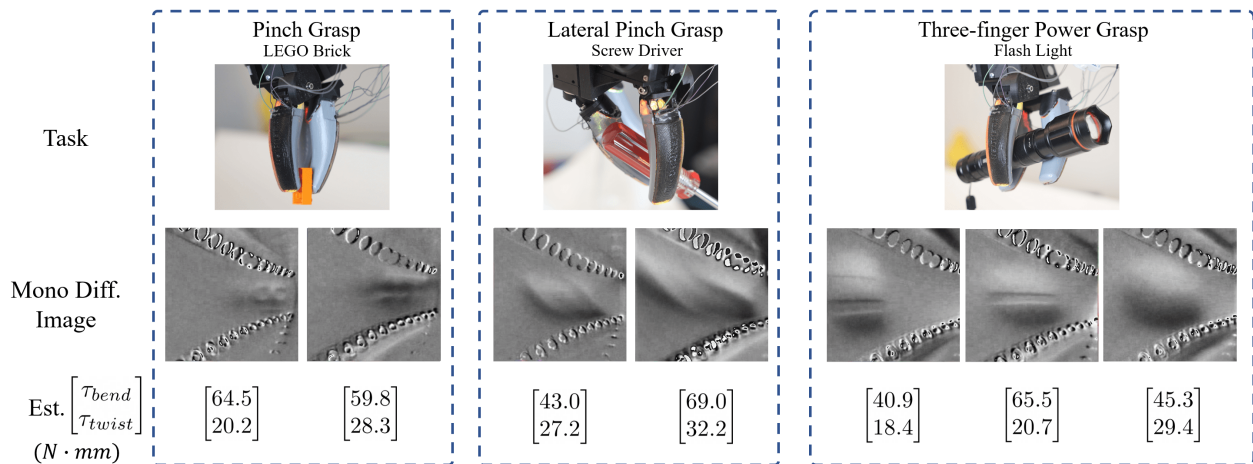 Pinch Grasp
LEGO Brick
Lateral Pinch Grasp
Screw Driver
Three-finger Power Grasp
Flash Light
Task
Mono Diff.
Image
Est. [τbend τtwist]
(N · mm)
[64.5 20.2]
[59.8 28.3]
[43.0 27.2]
[69.0 32.2]
[40.9 18.4]
[65.5 20.7]
[45.3 29.4]